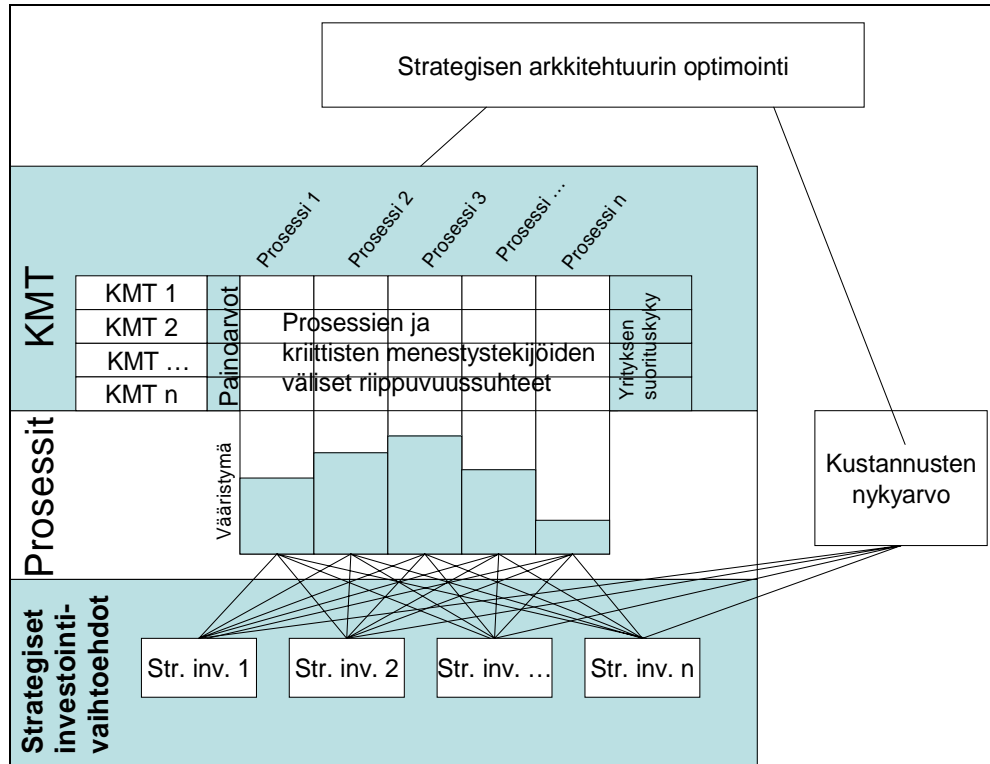 Strategisen arkkitehtuurin optimointi
Prosessi 1
Prosessi 2
Prosessi 3
Prosessi ...
Prosessi n
KMT
KMT 1
KMT 2
KMT ...
KMT n
Painoarvot
Prosessien ja
kriittisten menestystekijöiden
väliset riippuvuussuhteet
Yrityksen
suorituskyky
Prosessit
Vääristymä
Kustannusten
nykyarvo
Strategiset
investointi-
vaihtoehdot
Str. inv. 1
Str. inv. 2
Str. inv. ...
Str. inv. n